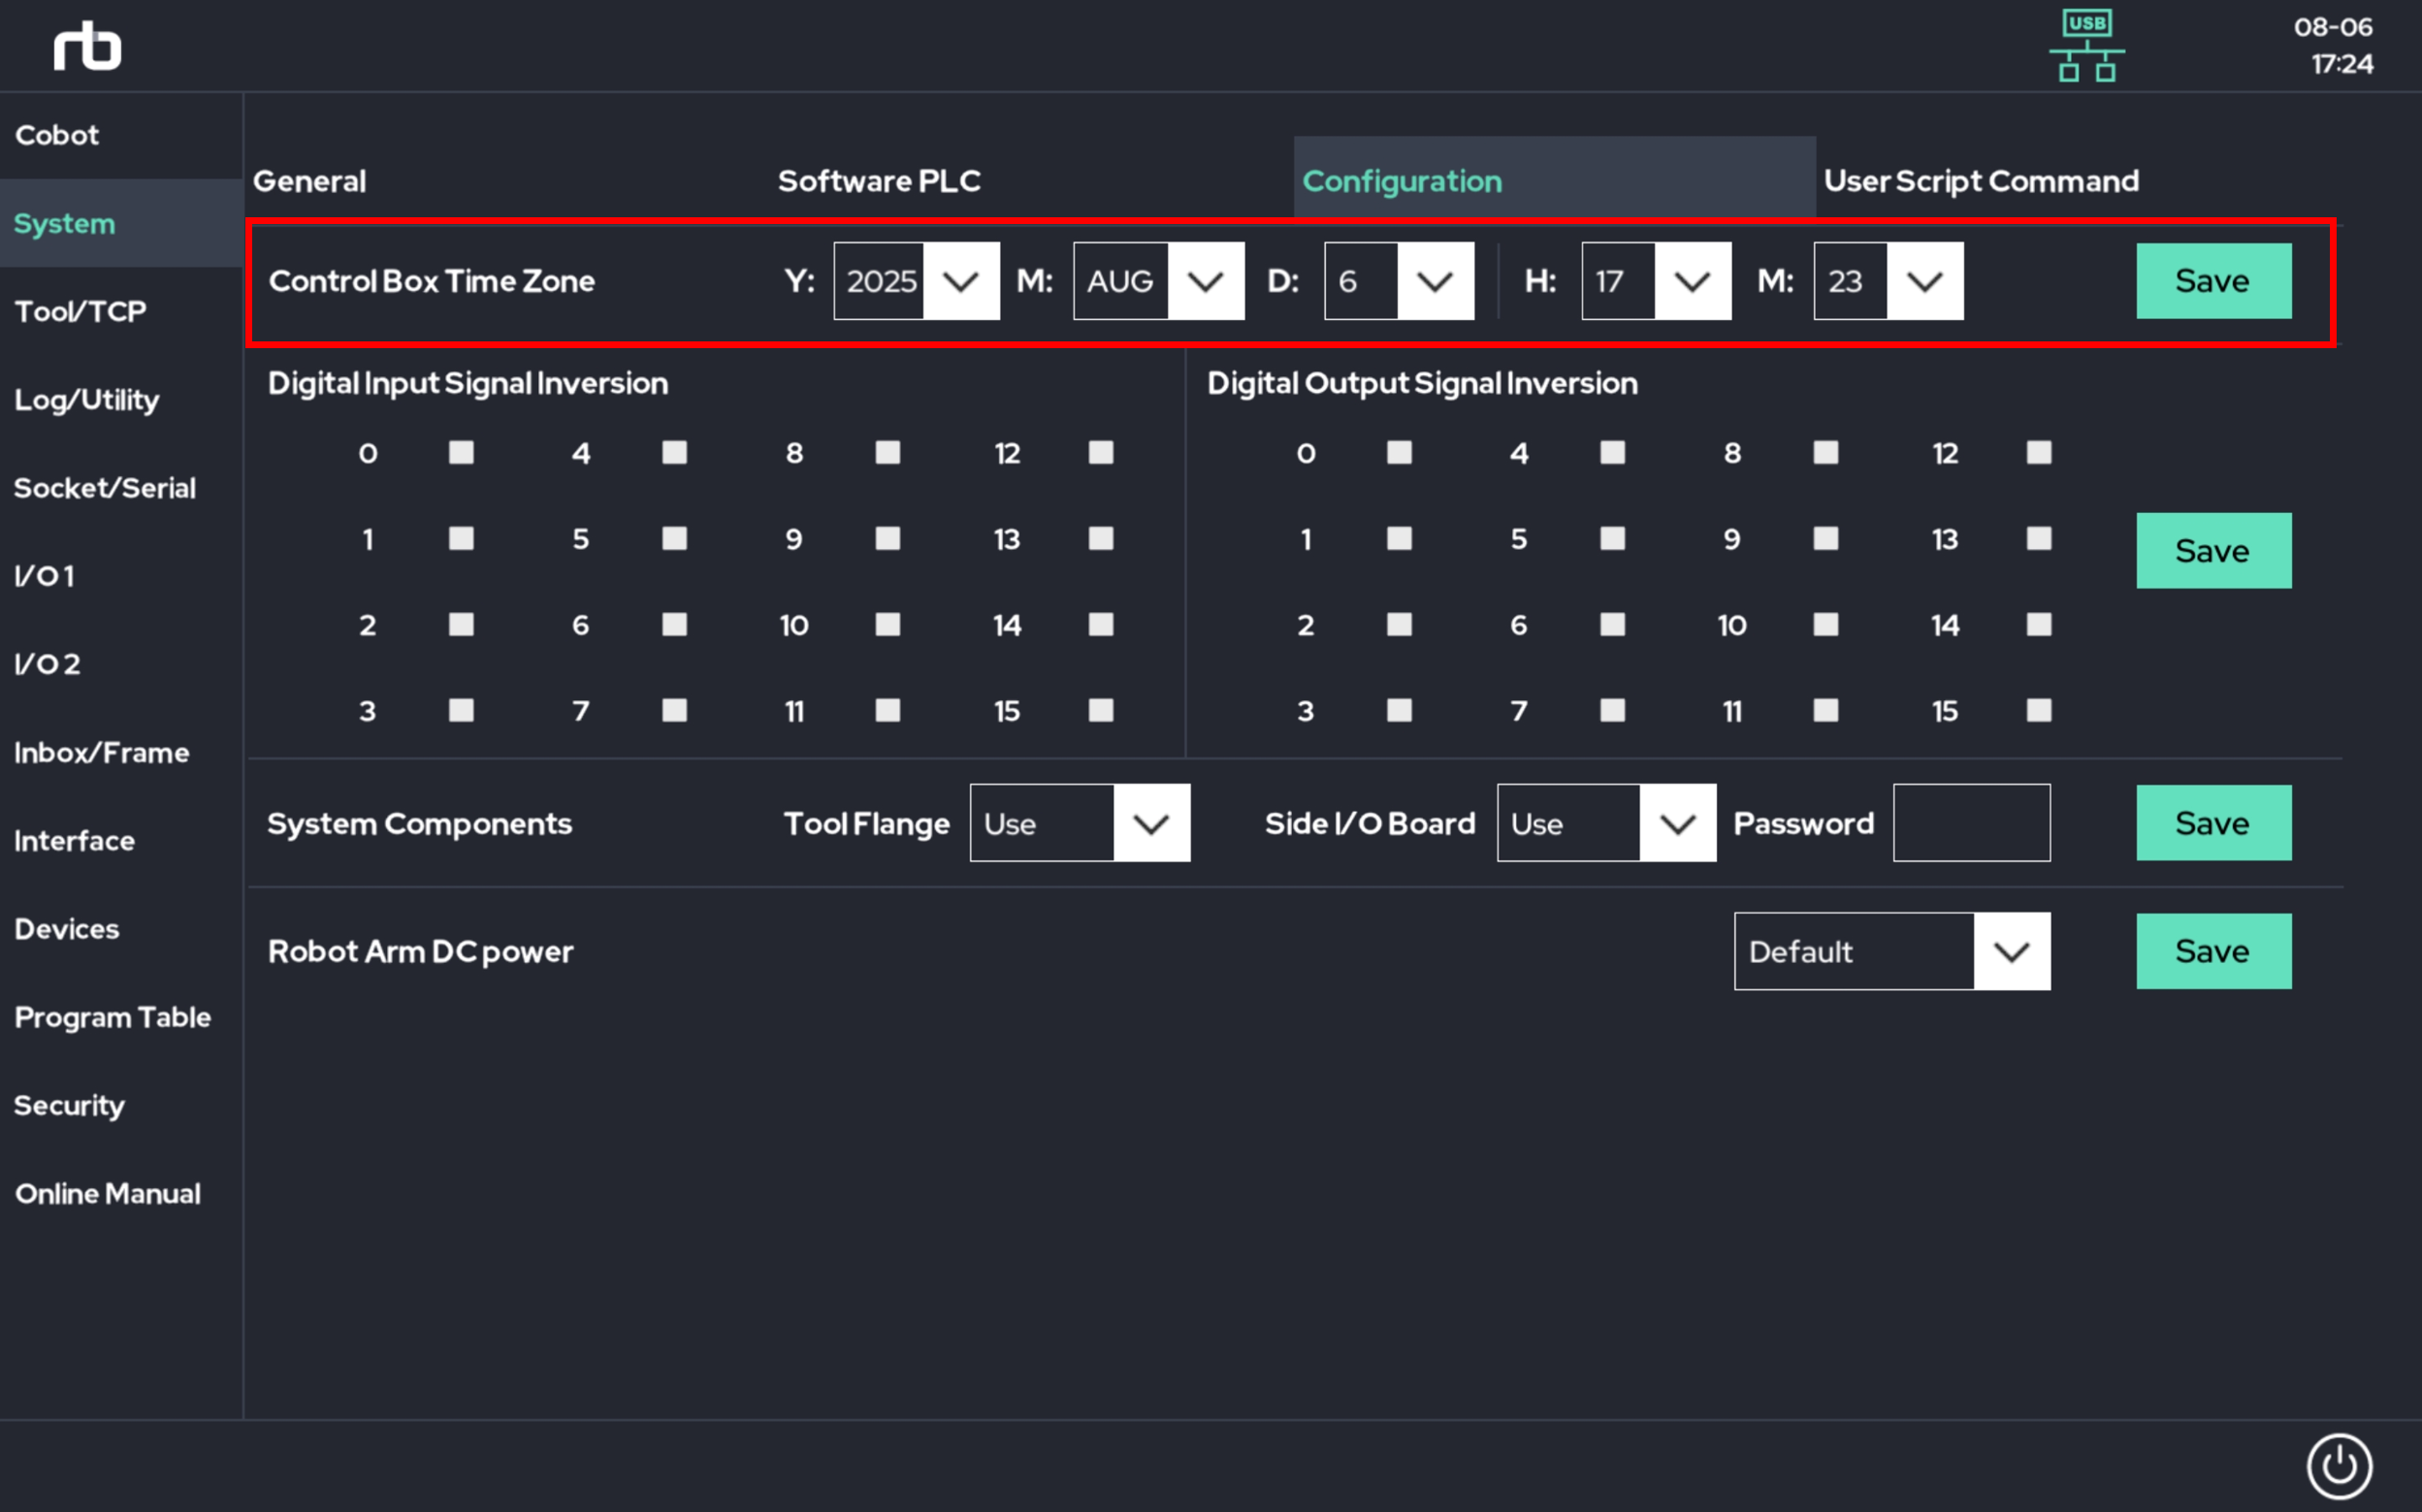 rb
USB
08-06
17:24
Cobot
System
Tool/TCP
Log/Utility
Socket/Serial
I/O 1
I/O 2
Inbox/Frame
Interface
Devices
Program Table
Security
Online Manual
General Software PLC Configuration User Script Command
Control Box Time Zone Y: 2025 M: AUG D: 6 H: 17 M: 23 Save
Digital Input Signal Inversion
0 4 8 12
1 5 9 13
2 6 10 14
3 7 11 15
Digital Output Signal Inversion
0 4 8 12
1 5 9 13
2 6 10 14
3 7 11 15
Save
System Components Tool Flange Use Side I/O Board Use Password Save
Robot Arm DC power Default Save